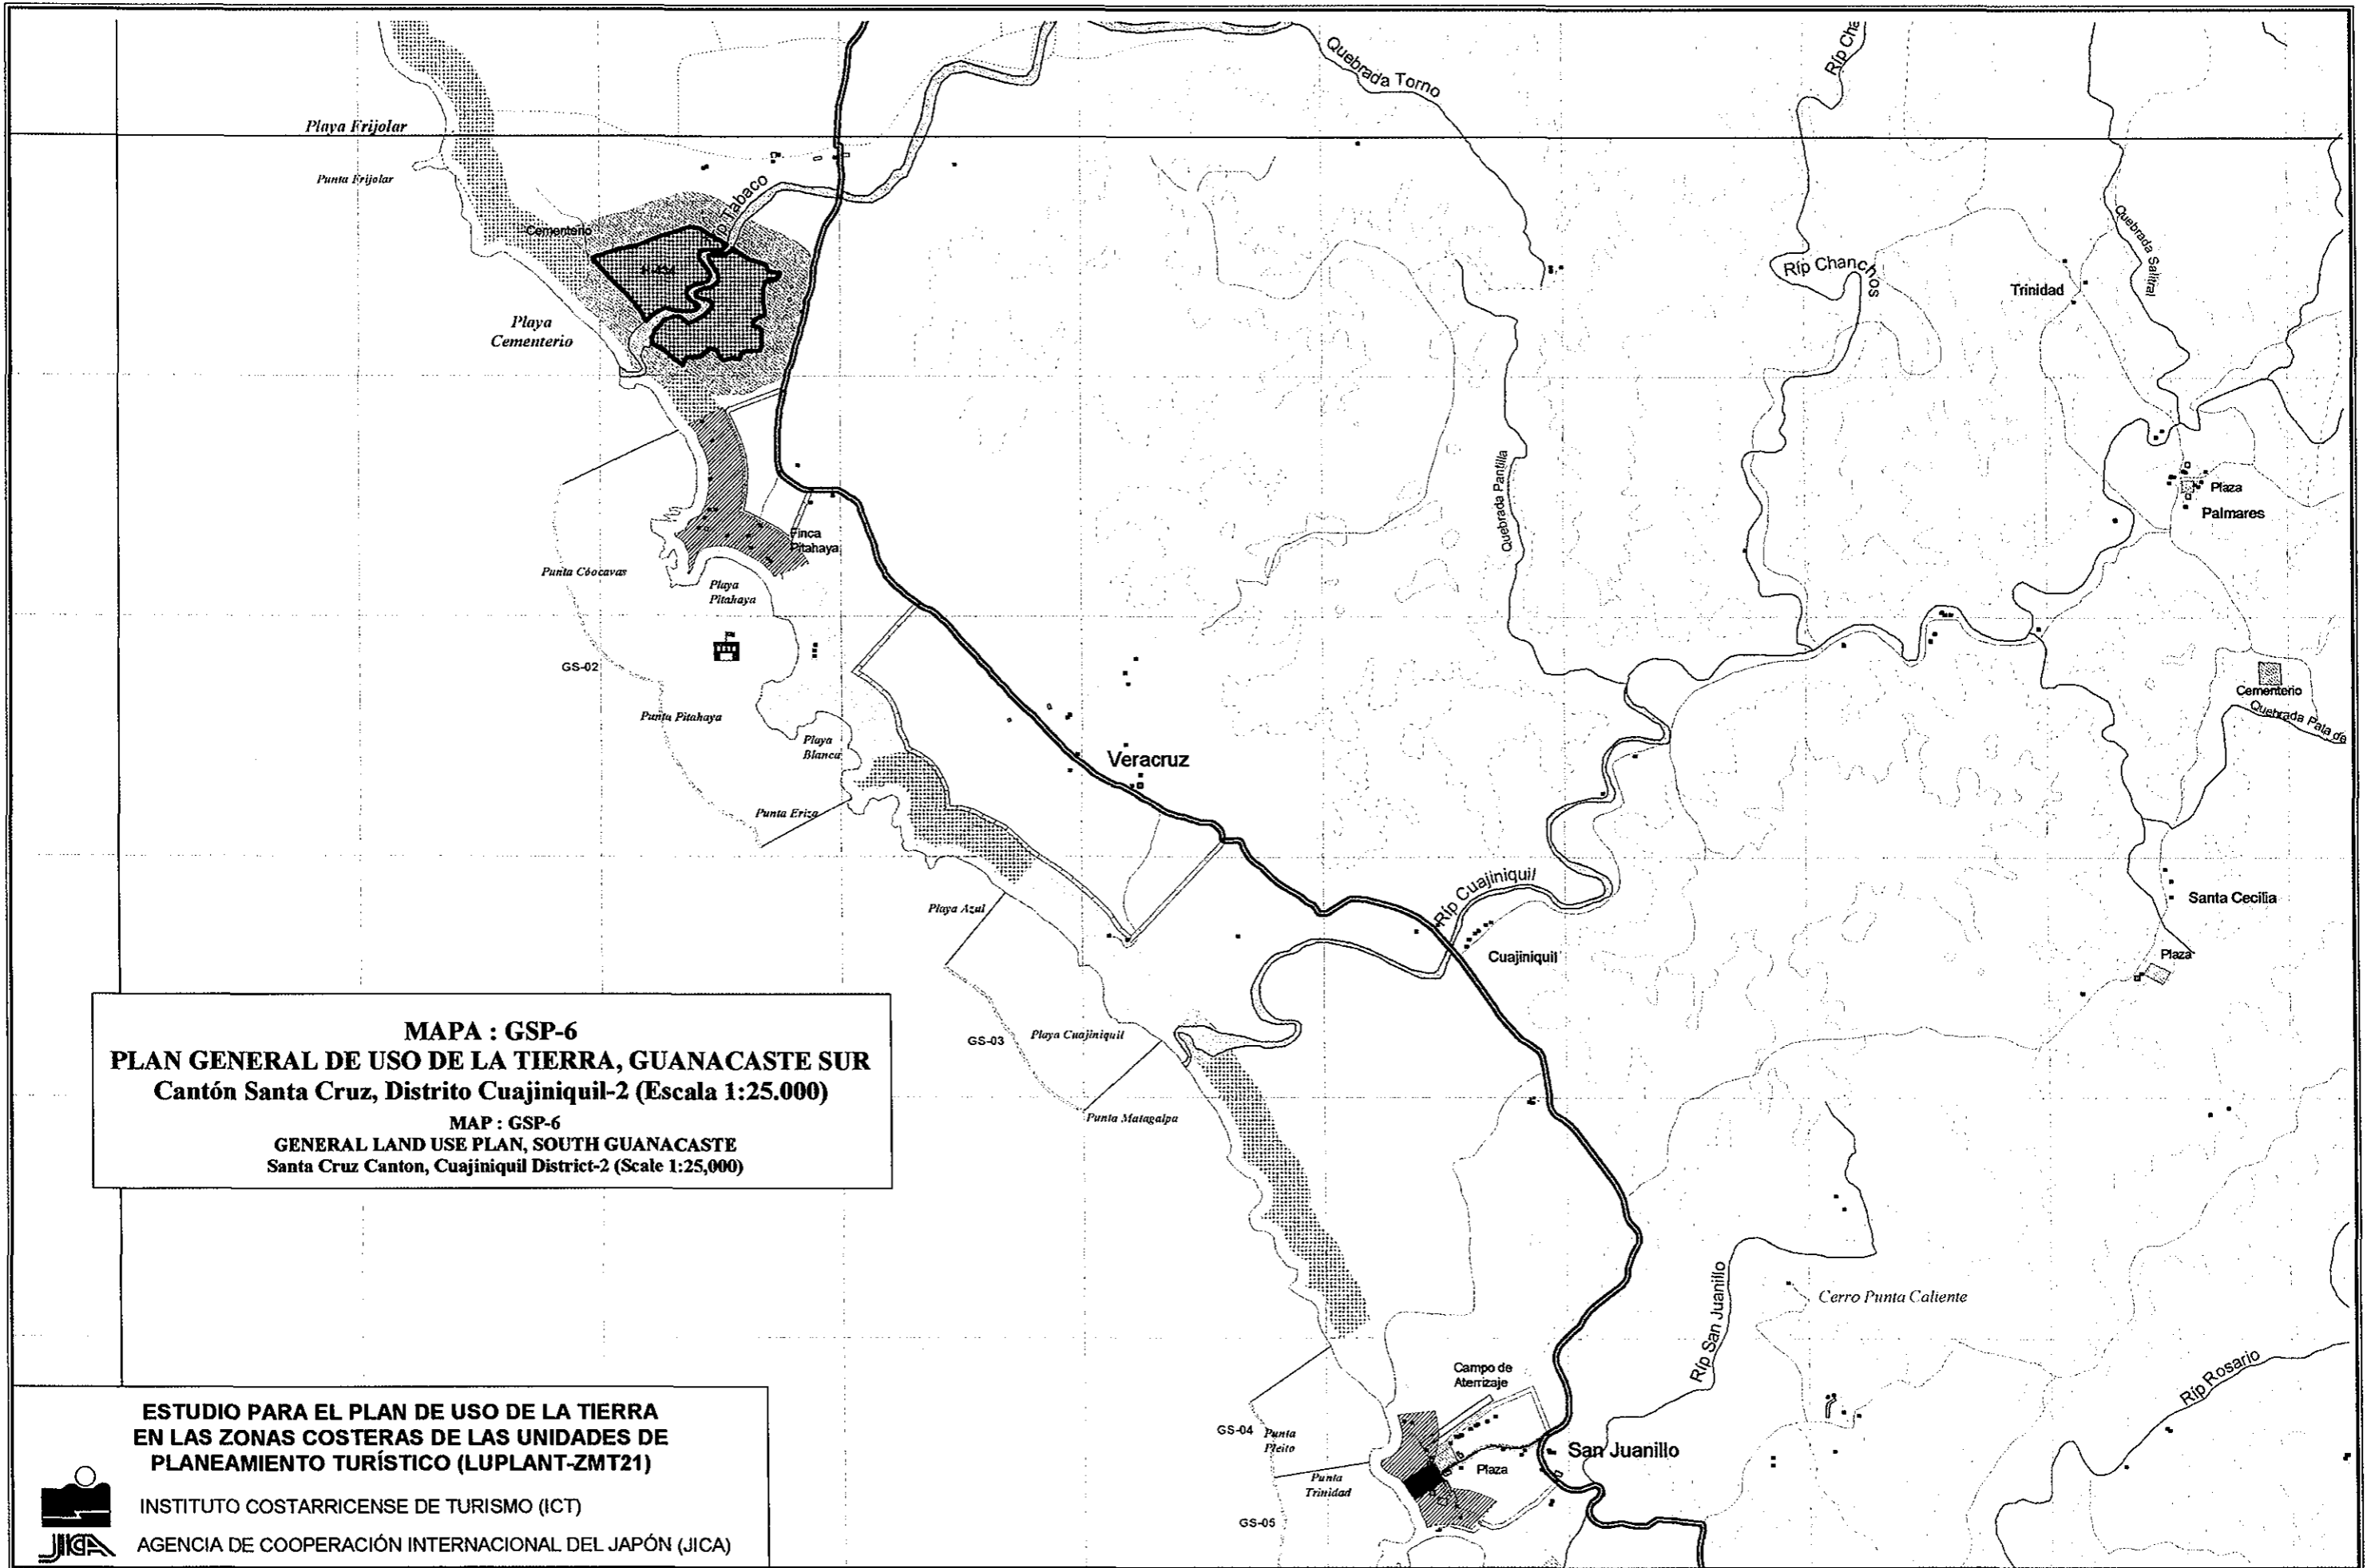 Quebrada Torno
Ríp Cha
Playa Frijolar
Punta Frijolar
Tabaco
Cementerio
Quebrada Salitral
Ríp Chanchos
Trinidad
Playa
Cementerio
Quebrada Pantilla
Plaza
Palmares
Finca
Pitahaya
Punta Cóocavas
Playa
Pitahaya
GS-02
Cementerio
Quebrada Pata de
Punta Pitahaya
Playa
Blanca
Veracruz
Punta Eriza
Ríp Cuajiniquil
Santa Cecilia
Playa Azul
Cuajiniquil
Plaza
GS-03
Playa Cuajiniquil
Punta Matagalpa
MAPA : GSP-6
PLAN GENERAL DE USO DE LA TIERRA, GUANACASTE SUR
Cantón Santa Cruz, Distrito Cuajiniquil-2 (Escala 1:25.000)
MAP : GSP-6
GENERAL LAND USE PLAN, SOUTH GUANACASTE
Santa Cruz Canton, Cuajiniquil District-2 (Scale 1:25,000)
Ríp San Juanillo
Cerro Punta Caliente
Ríp Rosario
Campo de
Aterrizaje
GS-04
Punta
Pleito
San Juanillo
Plaza
Punta
Trinidad
GS-05
ESTUDIO PARA EL PLAN DE USO DE LA TIERRA
EN LAS ZONAS COSTERAS DE LAS UNIDADES DE
PLANEAMIENTO TURÍSTICO (LUPLANT-ZMT21)
INSTITUTO COSTARRICENSE DE TURISMO (ICT)
JICA
AGENCIA DE COOPERACIÓN INTERNACIONAL DEL JAPÓN (JICA)